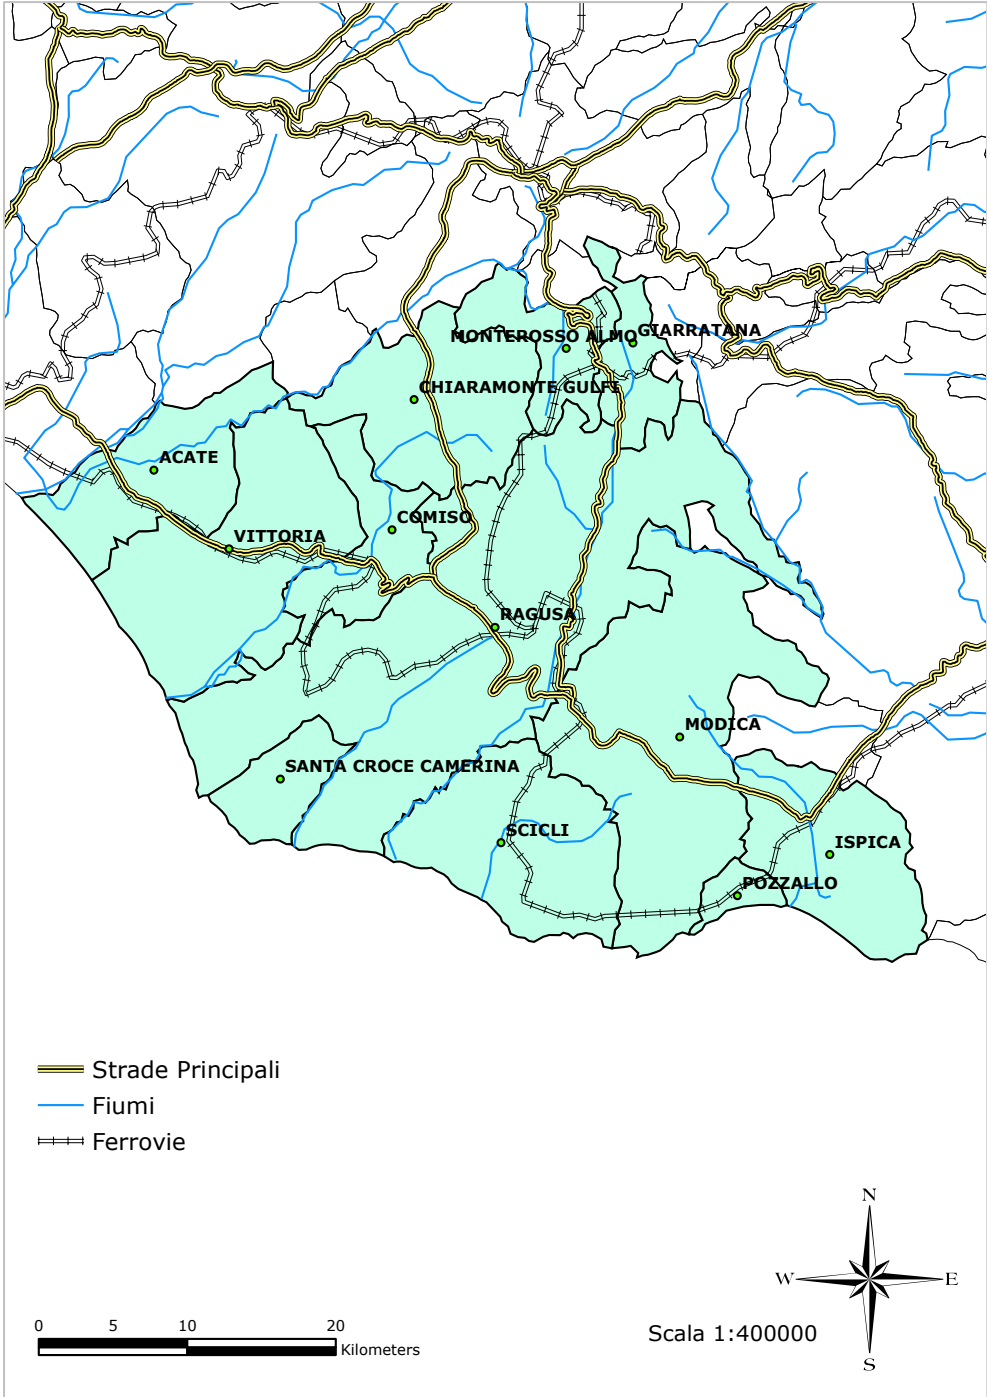 MONTEROSSO ALMO
GIARRATANA
CHIARAMONTE GULFI
ACATE
COMISO
VITTORIA
RAGUSA
MODICA
SANTA CROCE CAMERINA
SCICLI
ISPICA
POZZALLO
Strade Principali
Fiumi
Ferrovie
N
W
E
S
0 5 10 20
Kilometers
Scala 1:400000